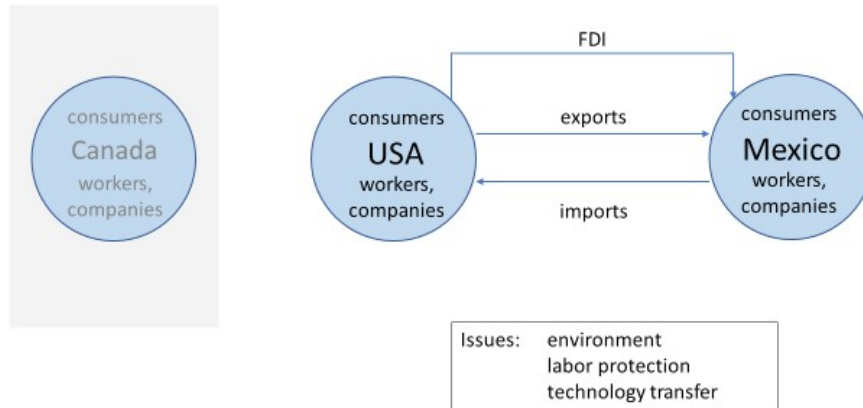 consumers
Canada
workers,
companies
FDI
consumers
USA
workers,
companies
exports
imports
consumers
Mexico
workers,
companies
Issues: environment
labor protection
technology transfer